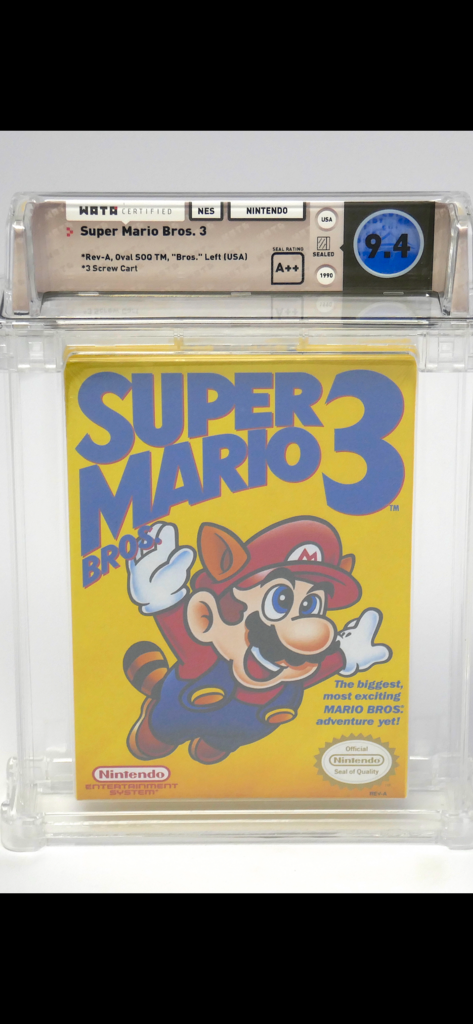 WATA CERTIFIED
NES
NINTENDO
Super Mario Bros. 3
*Rev-A, Oval SOQ TM, "Bros." Left (USA)
*3 Screw Cart
SEAL RATING
A++
USA
SEALED
1990
9.4
SUPER
MARIO 3
BROS.
TM
M
The biggest,
most exciting
MARIO BROS.
adventure yet!
Nintendo
ENTERTAINMENT
SYSTEM
Official
Nintendo
Seal of Quality
REV-A